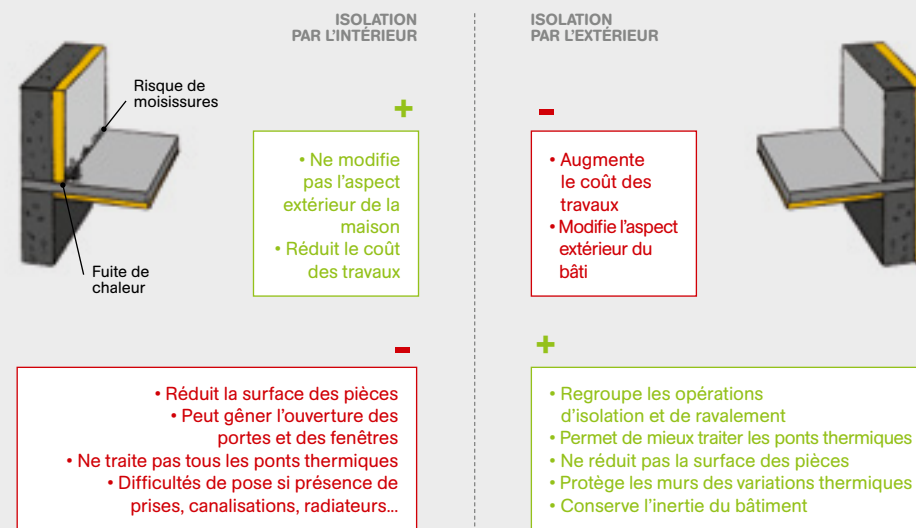 ISOLATION
PAR L'INTÉRIEUR
Risque de
moisissures
Fuite de
chaleur
+
• Ne modifie
pas l'aspect
extérieur de la
maison
• Réduit le coût
des travaux
-
• Réduit la surface des pièces
• Peut gêner l'ouverture des
portes et des fenêtres
• Ne traite pas tous les ponts thermiques
• Difficultés de pose si présence de
prises, canalisations, radiateurs...
ISOLATION
PAR L'EXTÉRIEUR
-
• Augmente
le coût des
travaux
• Modifie l'aspect
extérieur du
bâti
+
• Regroupe les opérations
d'isolation et de ravalement
• Permet de mieux traiter les ponts thermiques
• Ne réduit pas la surface des pièces
• Protège les murs des variations thermiques
• Conserve l'inertie du bâtiment